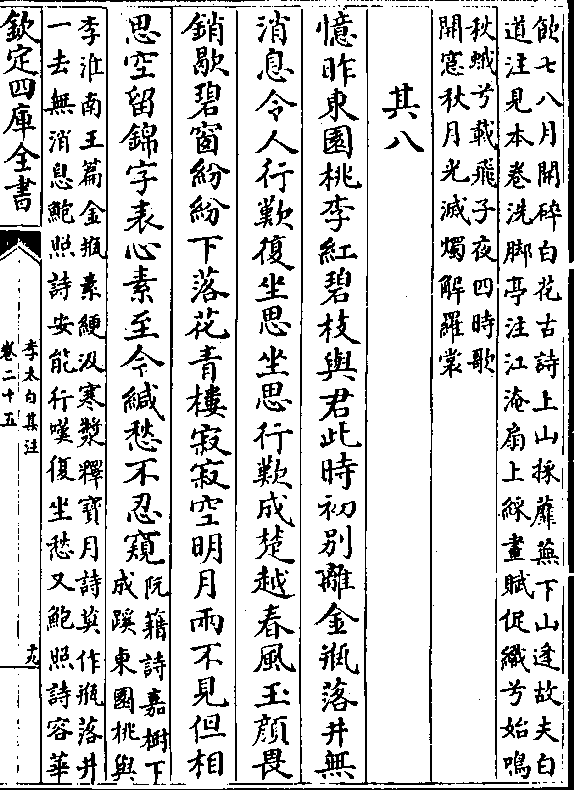 飲七八月開碎白花古詩上山採蘼蕪下山逢故夫白
道注見本卷洗脚亭注江淹扇上綵畫賦促織兮始鳴
秋蛾兮載飛子夜四時歌
開窓秋月光滅燭解羅裳
其八
憶昨東園桃李紅碧枝與君此時初别離金瓶落井無
消息令人行歎復坐思坐思行歎成楚越春風玉顔畏
銷歇碧窗紛紛下落花青樓寂寂空明月兩不見但相
思空留錦字表心素至今緘愁不忍窺
阮籍詩嘉樹下
成蹊東園桃與
李淮南王篇金瓶素綆汲寒漿釋寶月詩莫作瓶落井
一去無消息鮑照詩安能行嘆復坐愁又鮑照詩容華
欽定四庫全書
李太白集注
卷二十五
十九